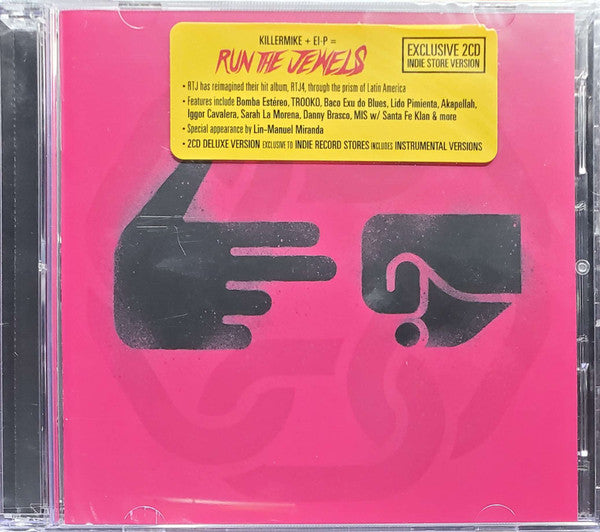 KILLERMIKE + El-P =
RUN THE JEWELS
EXCLUSIVE 2CD
INDIE STORE VERSION
• RTJ has reimagined their hit album, RTJ4, through the prism of Latin America
• Features include Bomba Estéreo, TROOKO, Baco Exu do Blues, Lido Pimienta, Akapellah,
Iggor Cavalera, Sarah La Morena, Danny Brasco, MIS w/ Santa Fe Klan & more
• Special appearance by Lin-Manuel Miranda
• 2CD DELUXE VERSION EXCLUSIVE TO INDIE RECORD STORES INCLUDES INSTRUMENTAL VERSIONS